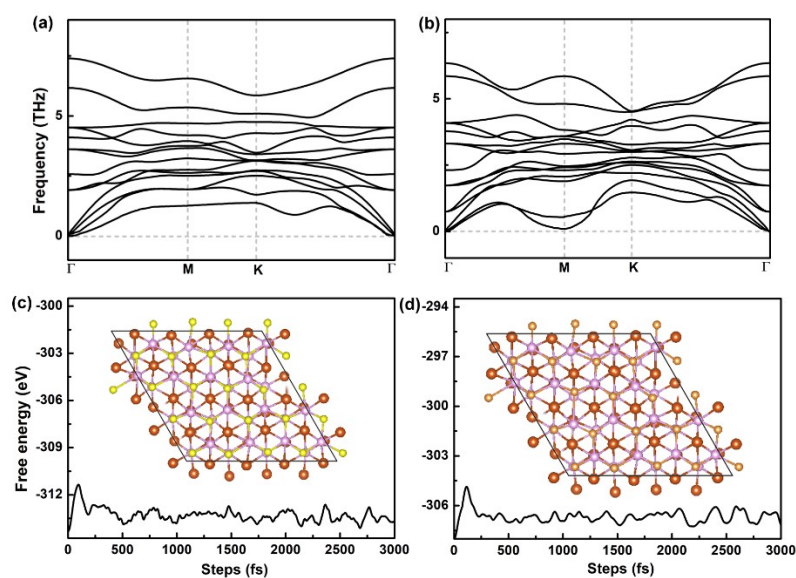 (a)
(b)
Frequency (THz)
5
0
Γ
M
K
Γ
5
0
Γ
M
K
Γ
(c)
(d)
Free energy (eV)
-300
-303
-306
-309
-312
0
500
1000
1500
2000
2500
3000
Steps (fs)
-294
-297
-300
-303
-306
0
500
1000
1500
2000
2500
3000
Steps (fs)